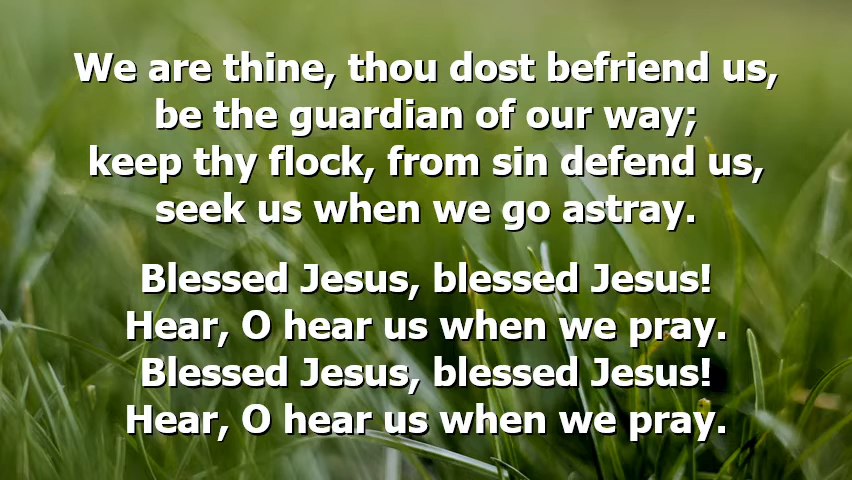 We are thine, thou dost befriend us,
be the guardian of our way;
keep thy flock, from sin defend us,
seek us when we go astray.
Blessed Jesus, blessed Jesus!
Hear, O hear us when we pray.
Blessed Jesus, blessed Jesus!
Hear, O hear us when we pray.